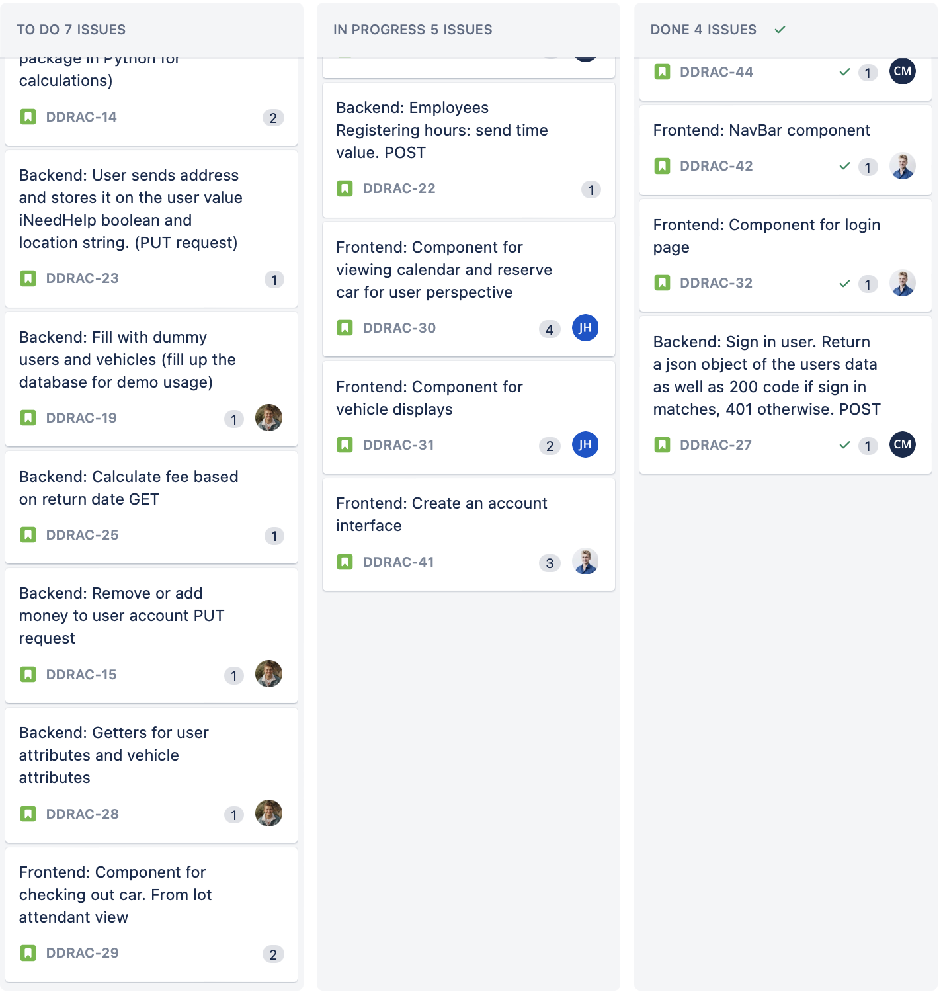 TO DO 7 ISSUES
package in Python for
calculations)
DDRAC-14
2
Backend: User sends address
and stores it on the user value
iNeedHelp boolean and
location string. (PUT request)
DDRAC-23
1
Backend: Fill with dummy
users and vehicles (fill up the
database for demo usage)
DDRAC-19
1
Backend: Calculate fee based
on return date GET
DDRAC-25
1
Backend: Remove or add
money to user account PUT
request
DDRAC-15
1
Backend: Getters for user
attributes and vehicle
attributes
DDRAC-28
1
Frontend: Component for
checking out car. From lot
attendant view
DDRAC-29
2
IN PROGRESS 5 ISSUES
Backend: Employees
Registering hours: send time
value. POST
DDRAC-22
1
Frontend: Component for
viewing calendar and reserve
car for user perspective
DDRAC-30
4 JH
Frontend: Component for
vehicle displays
DDRAC-31
2 JH
Frontend: Create an account
interface
DDRAC-41
3
DONE 4 ISSUES
DDRAC-44
1 CM
Frontend: NavBar component
DDRAC-42
1
Frontend: Component for login
page
DDRAC-32
1
Backend: Sign in user. Return
a json object of the users data
as well as 200 code if sign in
matches, 401 otherwise. POST
DDRAC-27
1 CM